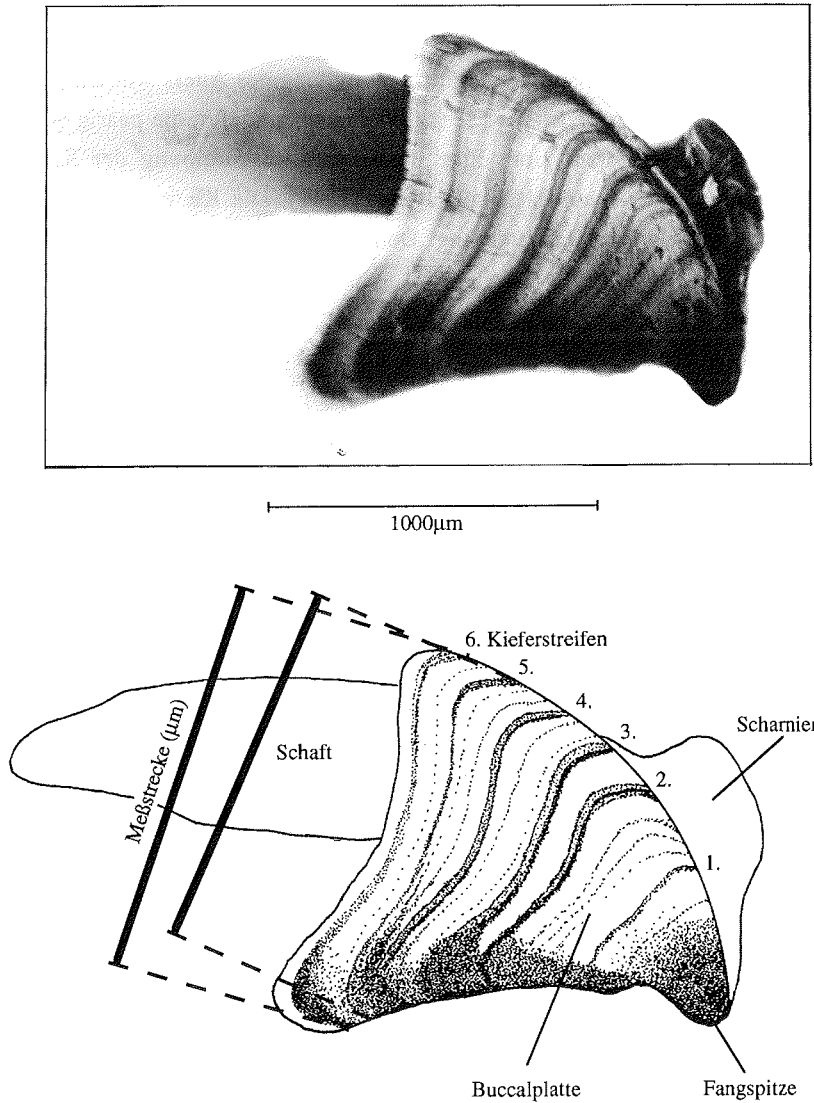 1000µm
6. Kieferstreifen
5.
4.
3.
Scharnier
2.
1.
Schaft
Meßstrecke (µm)
Buccalplatte
Fangspitze